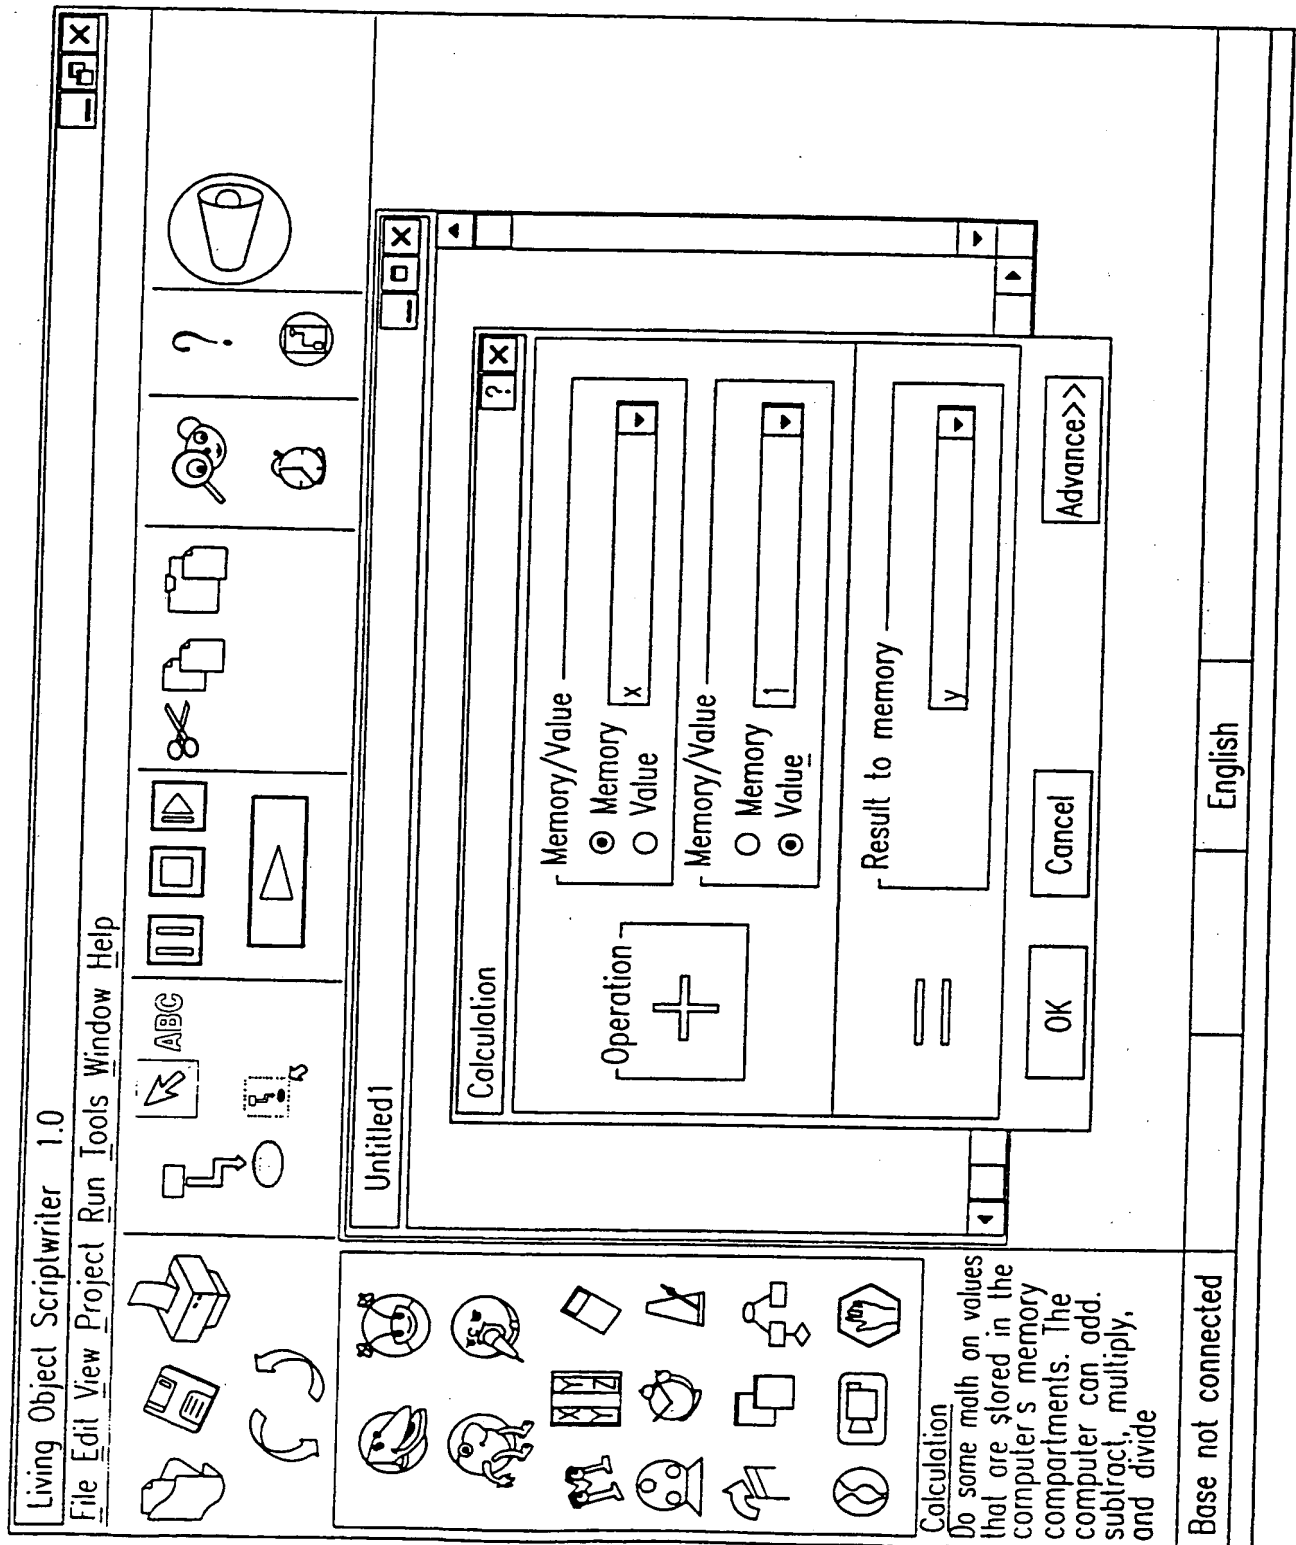 Living Object Scriptwriter 1.0
File Edit View Project Run Tools Window Help
ABC
?
Untitled1
Calculation
?
Operation
Memory/Value
Memory
Value
x
Memory/Value
Memory
Value
1
Result to memory
y
OK
Cancel
Advance>>
X Y
Y Z
Calculation
Do some math on values
that are stored in the
computer's memory
compartments. The
computer can add.
subtract, multiply,
and divide
Base not connected
English